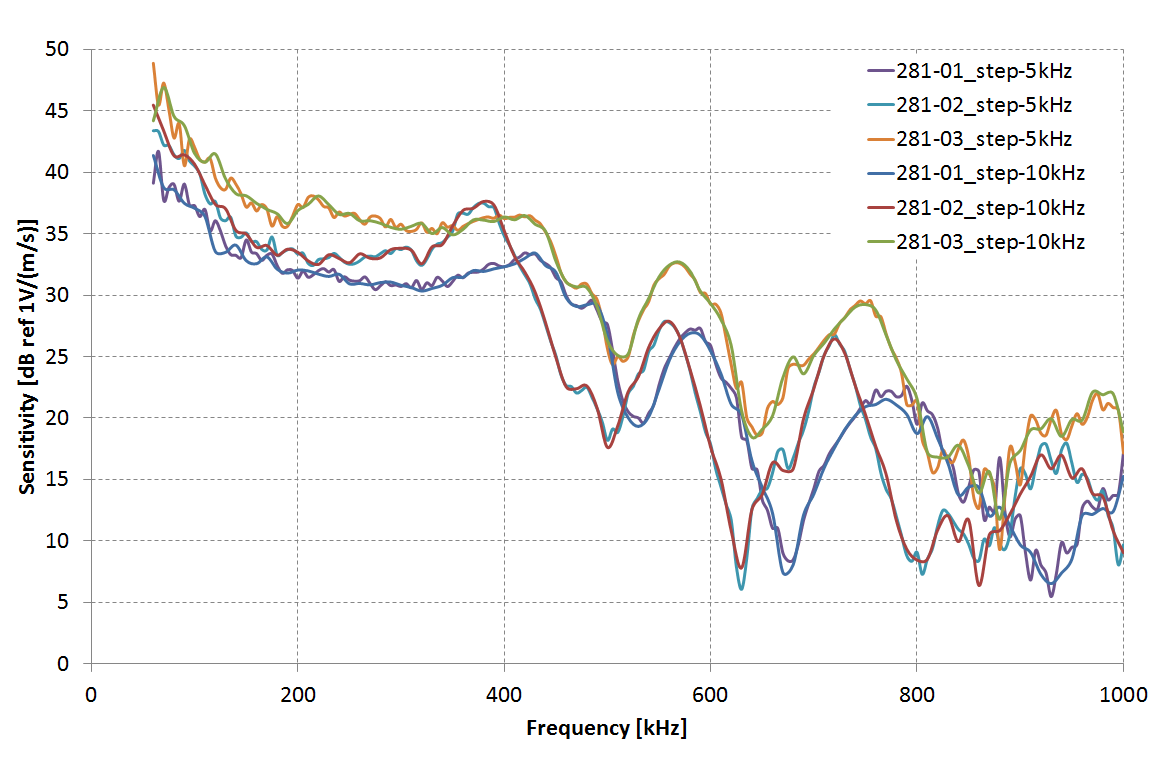 50
45
40
35
30
25
20
15
10
5
0
Sensitivity [dB ref 1V/(m/s)]
281-01_step-5kHz
281-02_step-5kHz
281-03_step-5kHz
281-01_step-10kHz
281-02_step-10kHz
281-03_step-10kHz
0 200 400 600 800 1000
Frequency [kHz]